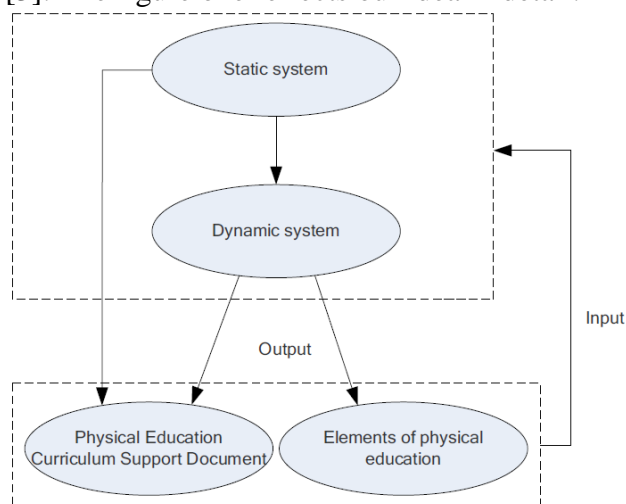 Static system
Dynamic system
Input
Output
Physical Education
Curriculum Support Document
Elements of physical
education